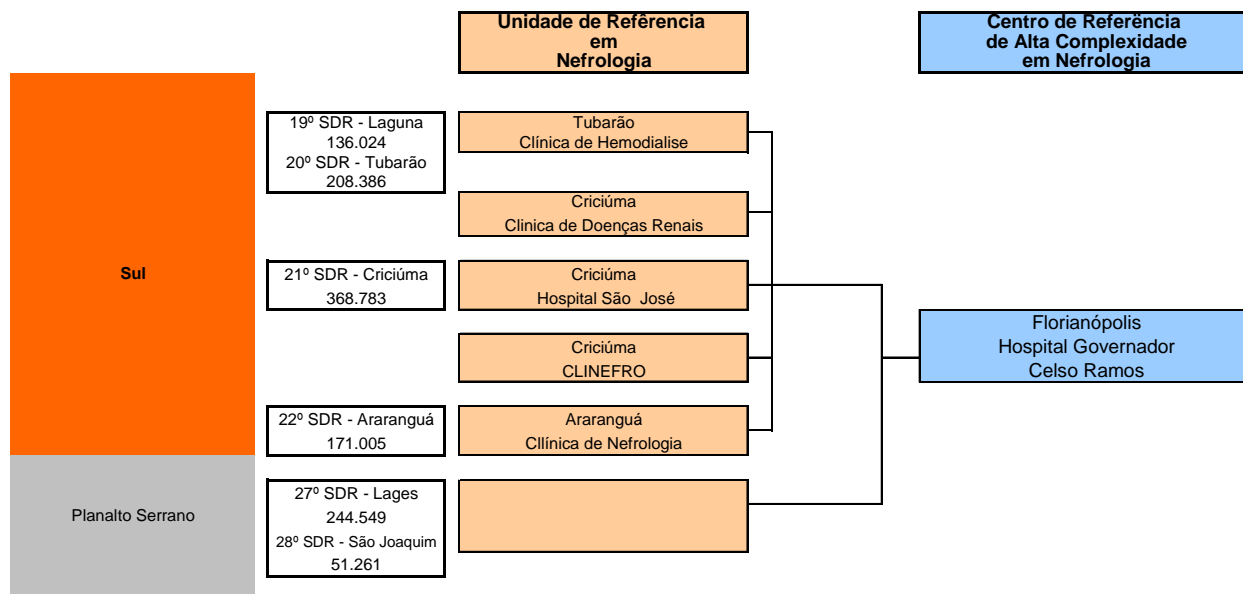 Unidade de Refêrencia
em
Nefrologia
Centro de Referëncia
de Alta Complexidade
em Nefrologia
Sul
19º SDR - Laguna
136.024
20º SDR - Tubarão
208.386
Tubarão
Clínica de Hemodialise
Criciúma
Clinica de Doenças Renais
21º SDR - Criciúma
368.783
Criciúma
Hospital São José
Criciúma
CLINEFRO
22º SDR - Araranguá
171.005
Araranguá
Cllínica de Nefrologia
Florianópolis
Hospital Governador
Celso Ramos
Planalto Serrano
27º SDR - Lages
244.549
28º SDR - São Joaquim
51.261